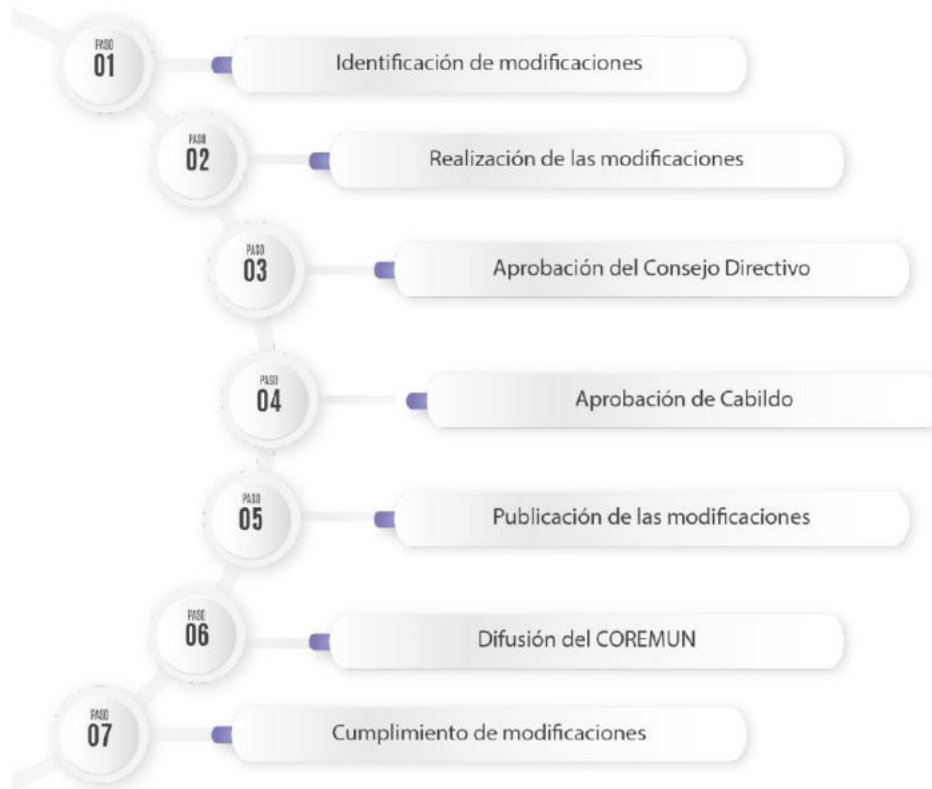 PASO
01
Identificación de modificaciones
PASO
02
Realización de las modificaciones
PASO
03
Aprobación del Consejo Directivo
PASO
04
Aprobación de Cabildo
PASO
05
Publicación de las modificaciones
PASO
06
Difusión del COREMUN
PASO
07
Cumplimiento de modificaciones